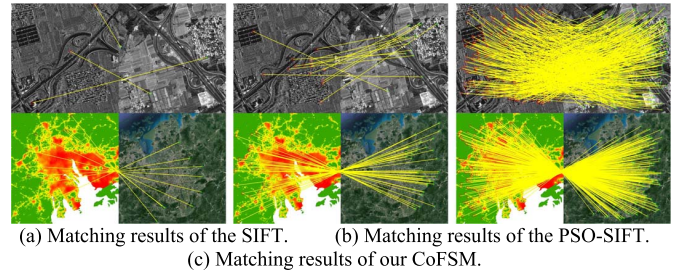 (a) Matching results of the SIFT. (b) Matching results of the PSO-SIFT.
(c) Matching results of our CoFSM.